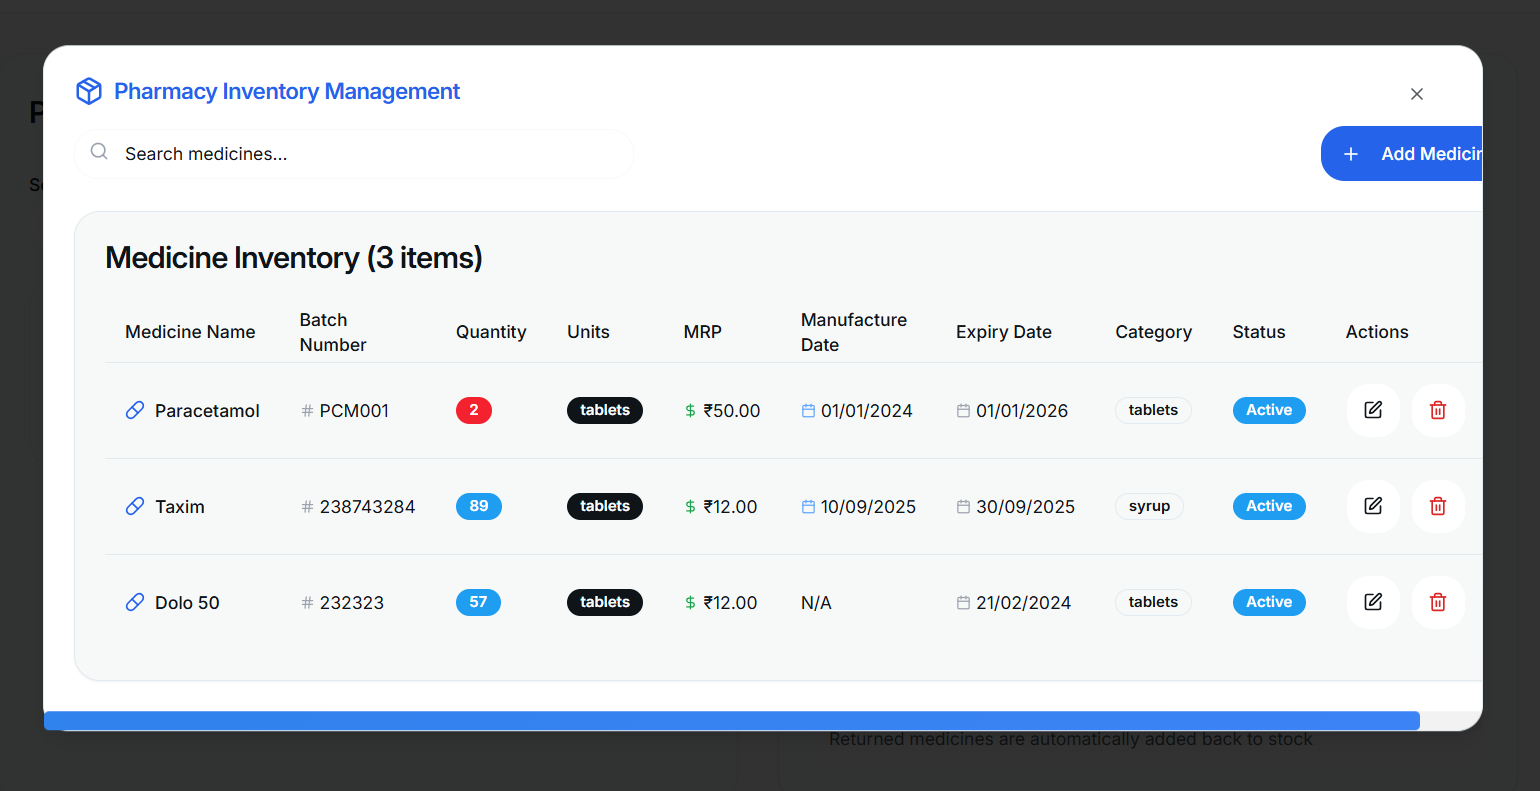 Pharmacy Inventory Management
Search medicines...
+ Add Medicin
Medicine Inventory (3 items)
Medicine Name Batch Number Quantity Units MRP Manufacture Date Expiry Date Category Status Actions
Paracetamol # PCM001 2 tablets $ ₹50.00 01/01/2024 01/01/2026 tablets Active
Taxim # 238743284 89 tablets $ ₹12.00 10/09/2025 30/09/2025 syrup Active
Dolo 50 # 232323 57 tablets $ ₹12.00 N/A 21/02/2024 tablets Active
Returned medicines are automatically added back to stock